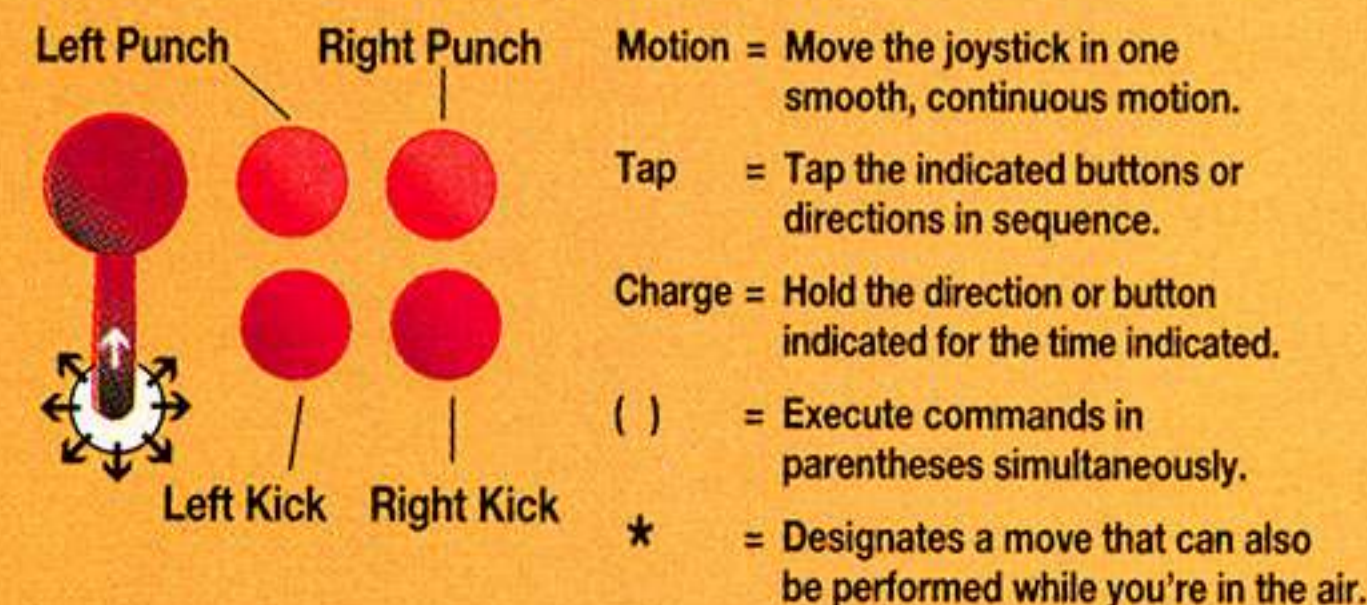 Left Punch
Right Punch
Left Kick
Right Kick
Motion = Move the joystick in one
smooth, continuous motion.
Tap = Tap the indicated buttons or
directions in sequence.
Charge = Hold the direction or button
indicated for the time indicated.
( ) = Execute commands in
parentheses simultaneously.
* = Designates a move that can also
be performed while you're in the air.